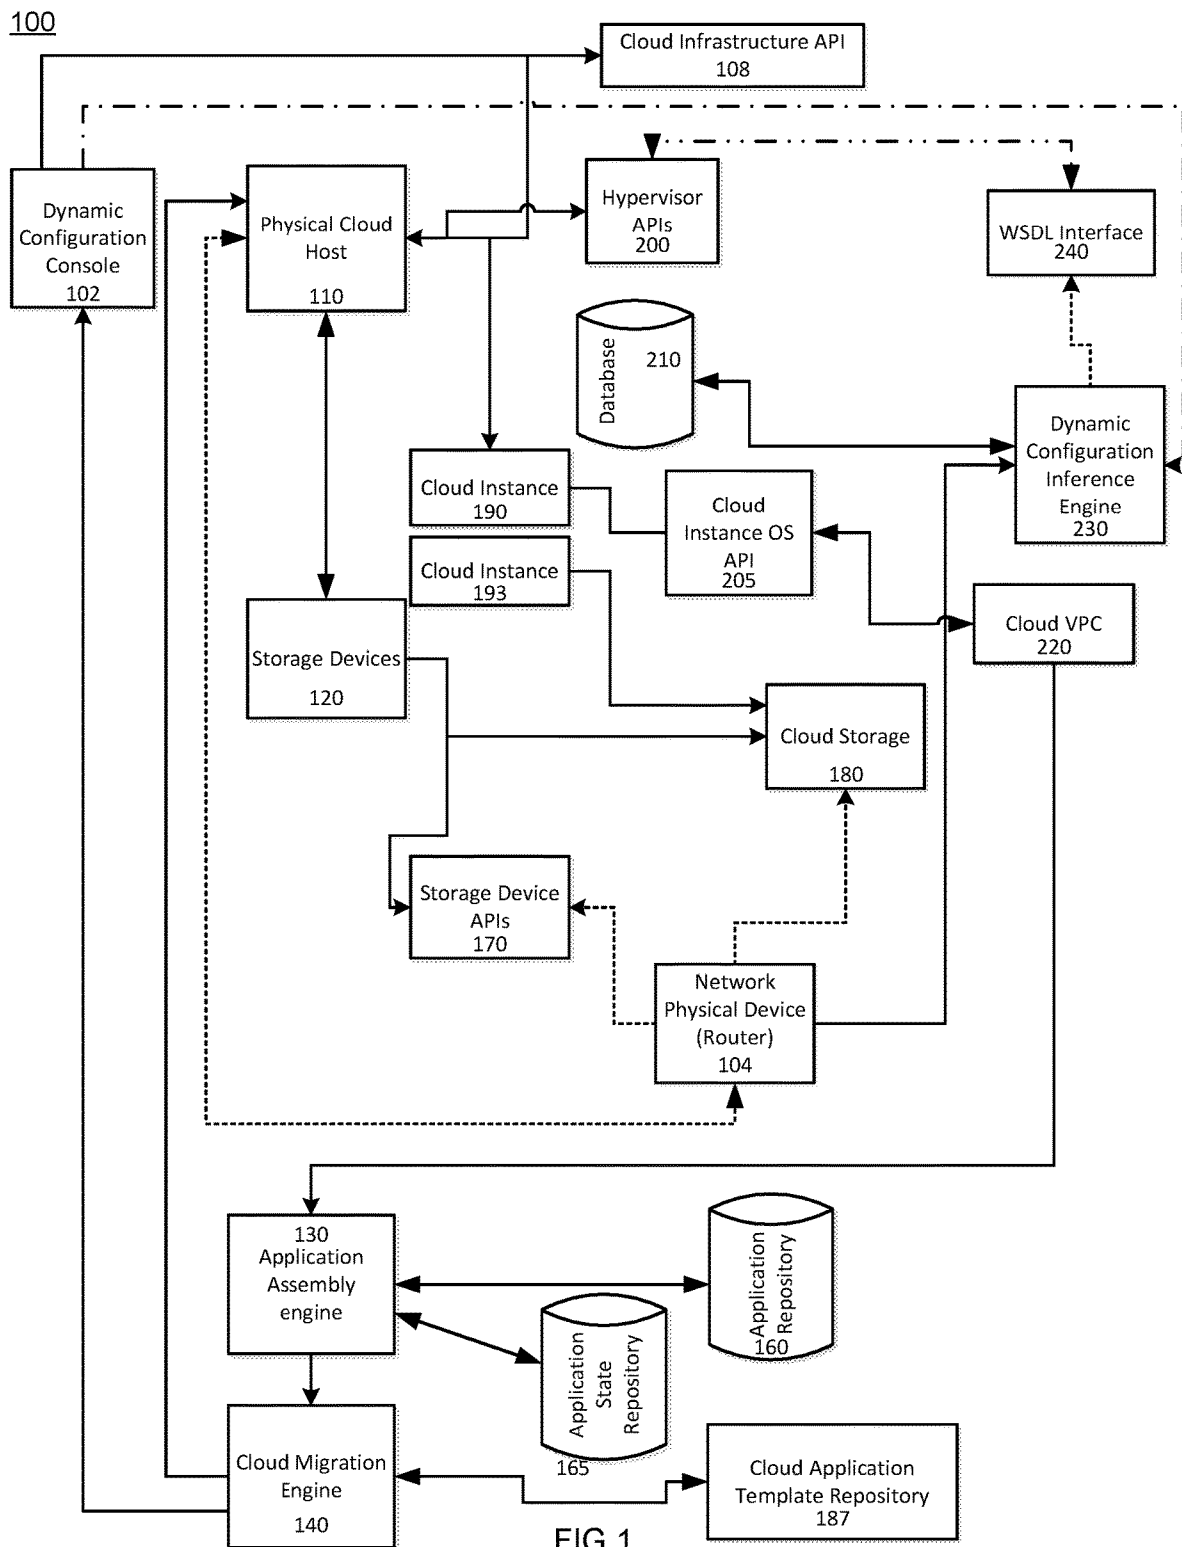 100
Cloud Infrastructure API
108
Dynamic
Configuration
Console
102
Physical Cloud
Host
110
Hypervisor
APIs
200
WSDL Interface
240
Database
210
Dynamic
Configuration
Inference
Engine
230
Cloud Instance
190
Cloud
Instance OS
API
205
Cloud Instance
193
Cloud VPC
220
Storage Devices
120
Cloud Storage
180
Storage Device
APIs
170
Network
Physical Device
(Router)
104
130
Application
Assembly
engine
Application
Repository
160
Application
State
Repository
165
Cloud Migration
Engine
140
Cloud Application
Template Repository
187
FIG 1